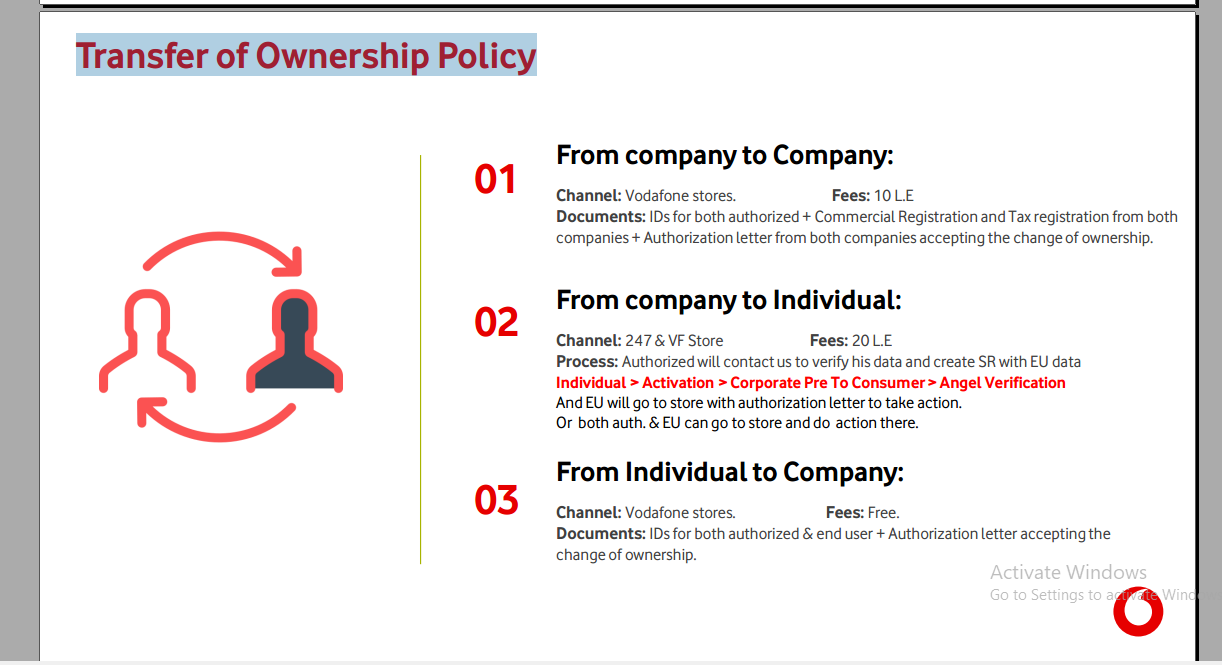 Transfer of Ownership Policy
01
From company to Company:
Channel: Vodafone stores. Fees: 10 L.E
Documents: IDs for both authorized + Commercial Registration and Tax registration from both
companies + Authorization letter from both companies accepting the change of ownership.
02
From company to Individual:
Channel: 247 & VF Store Fees: 20 L.E
Process: Authorized will contact us to verify his data and create SR with EU data
Individual > Activation > Corporate Pre To Consumer > Angel Verification
And EU will go to store with authorization letter to take action.
Or both auth. & EU can go to store and do action there.
03
From Individual to Company:
Channel: Vodafone stores. Fees: Free.
Documents: IDs for both authorized & end user + Authorization letter accepting the
change of ownership.
Activate Windows
Go to Settings to activate Windows